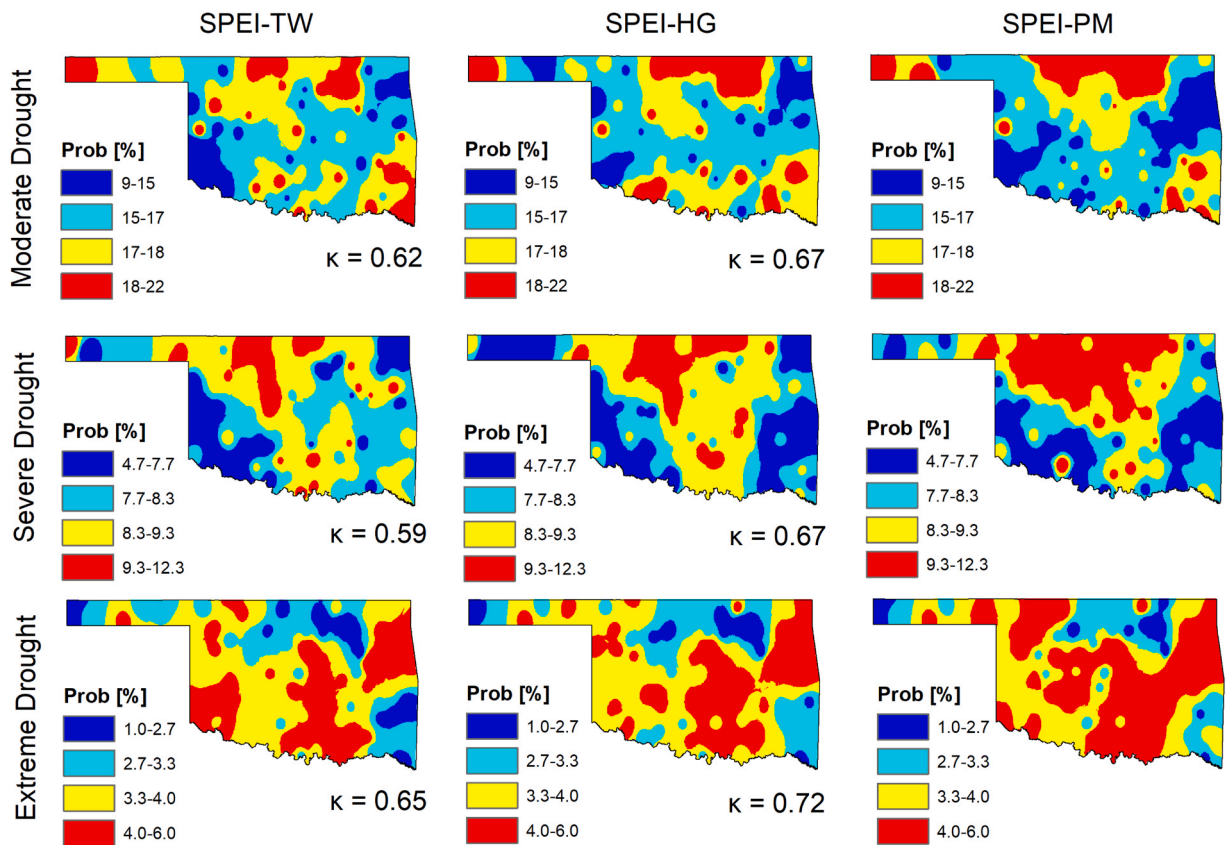 SPEI-TW SPEI-HG SPEI-PM
Moderate Drought
Prob [%]
9-15
15-17
17-18
18-22
κ = 0.62
Prob [%]
9-15
15-17
17-18
18-22
κ = 0.67
Prob [%]
9-15
15-17
17-18
18-22
Severe Drought
Prob [%]
4.7-7.7
7.7-8.3
8.3-9.3
9.3-12.3
κ = 0.59
Prob [%]
4.7-7.7
7.7-8.3
8.3-9.3
9.3-12.3
κ = 0.67
Prob [%]
4.7-7.7
7.7-8.3
8.3-9.3
9.3-12.3
Extreme Drought
Prob [%]
1.0-2.7
2.7-3.3
3.3-4.0
4.0-6.0
κ = 0.65
Prob [%]
1.0-2.7
2.7-3.3
3.3-4.0
4.0-6.0
κ = 0.72
Prob [%]
1.0-2.7
2.7-3.3
3.3-4.0
4.0-6.0